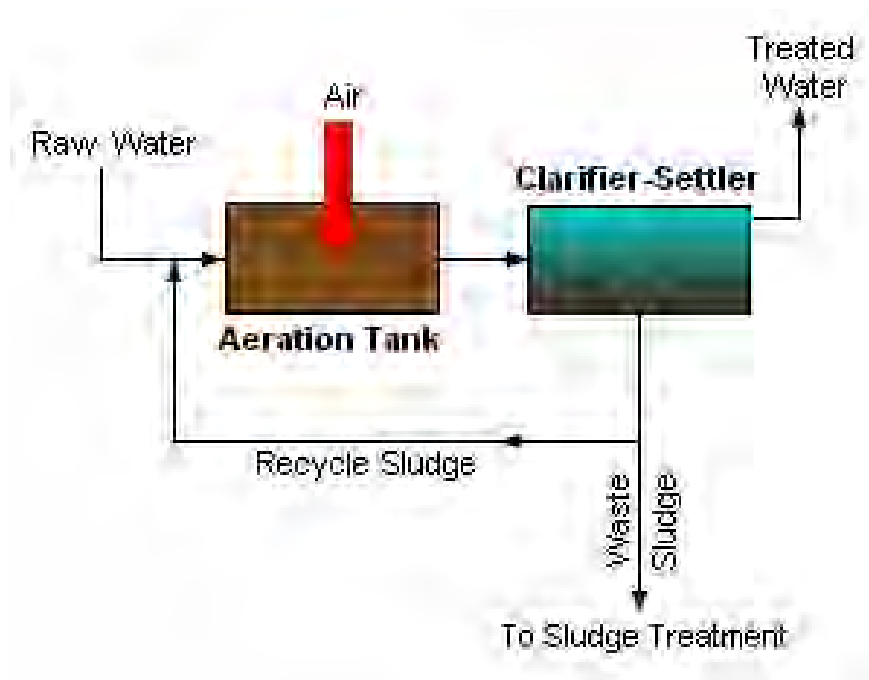 Treated
Water
Air
Raw Water
Clarifier-Settler
Aeration Tank
Recycle Sludge
Waste
Sludge
To Sludge Treatment